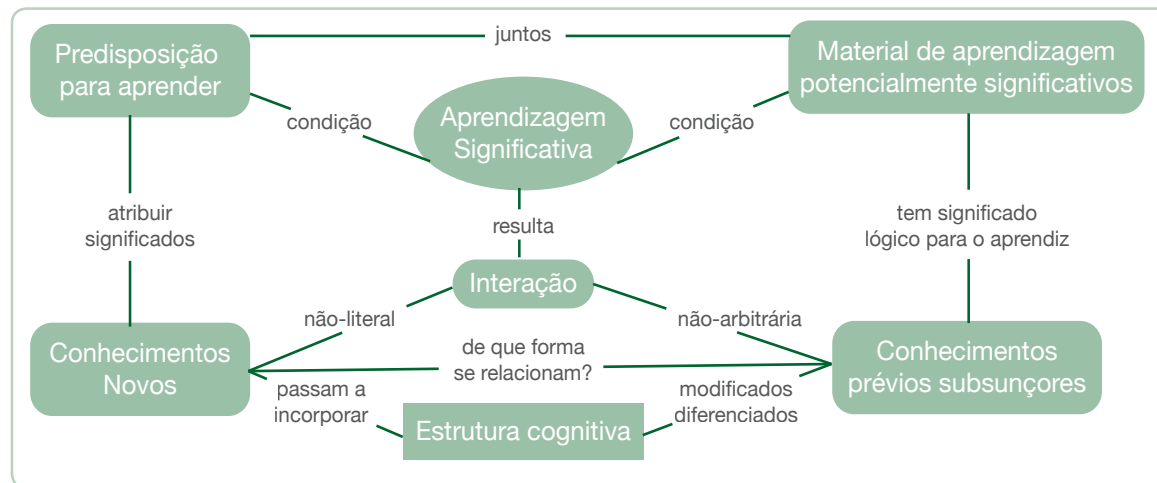 juntos
Predisposição
para aprender
Material de aprendizagem
potencialmente significativos
condição
Aprendizagem
Significativa
condição
atribuir
significados
resulta
tem significado
lógico para o aprendiz
Interação
não-literal
não-arbitrária
Conhecimentos
Novos
de que forma
se relacionam?
Conhecimentos
prévios subsunçores
passam a
incorporar
modificados
diferenciados
Estrutura cognitiva